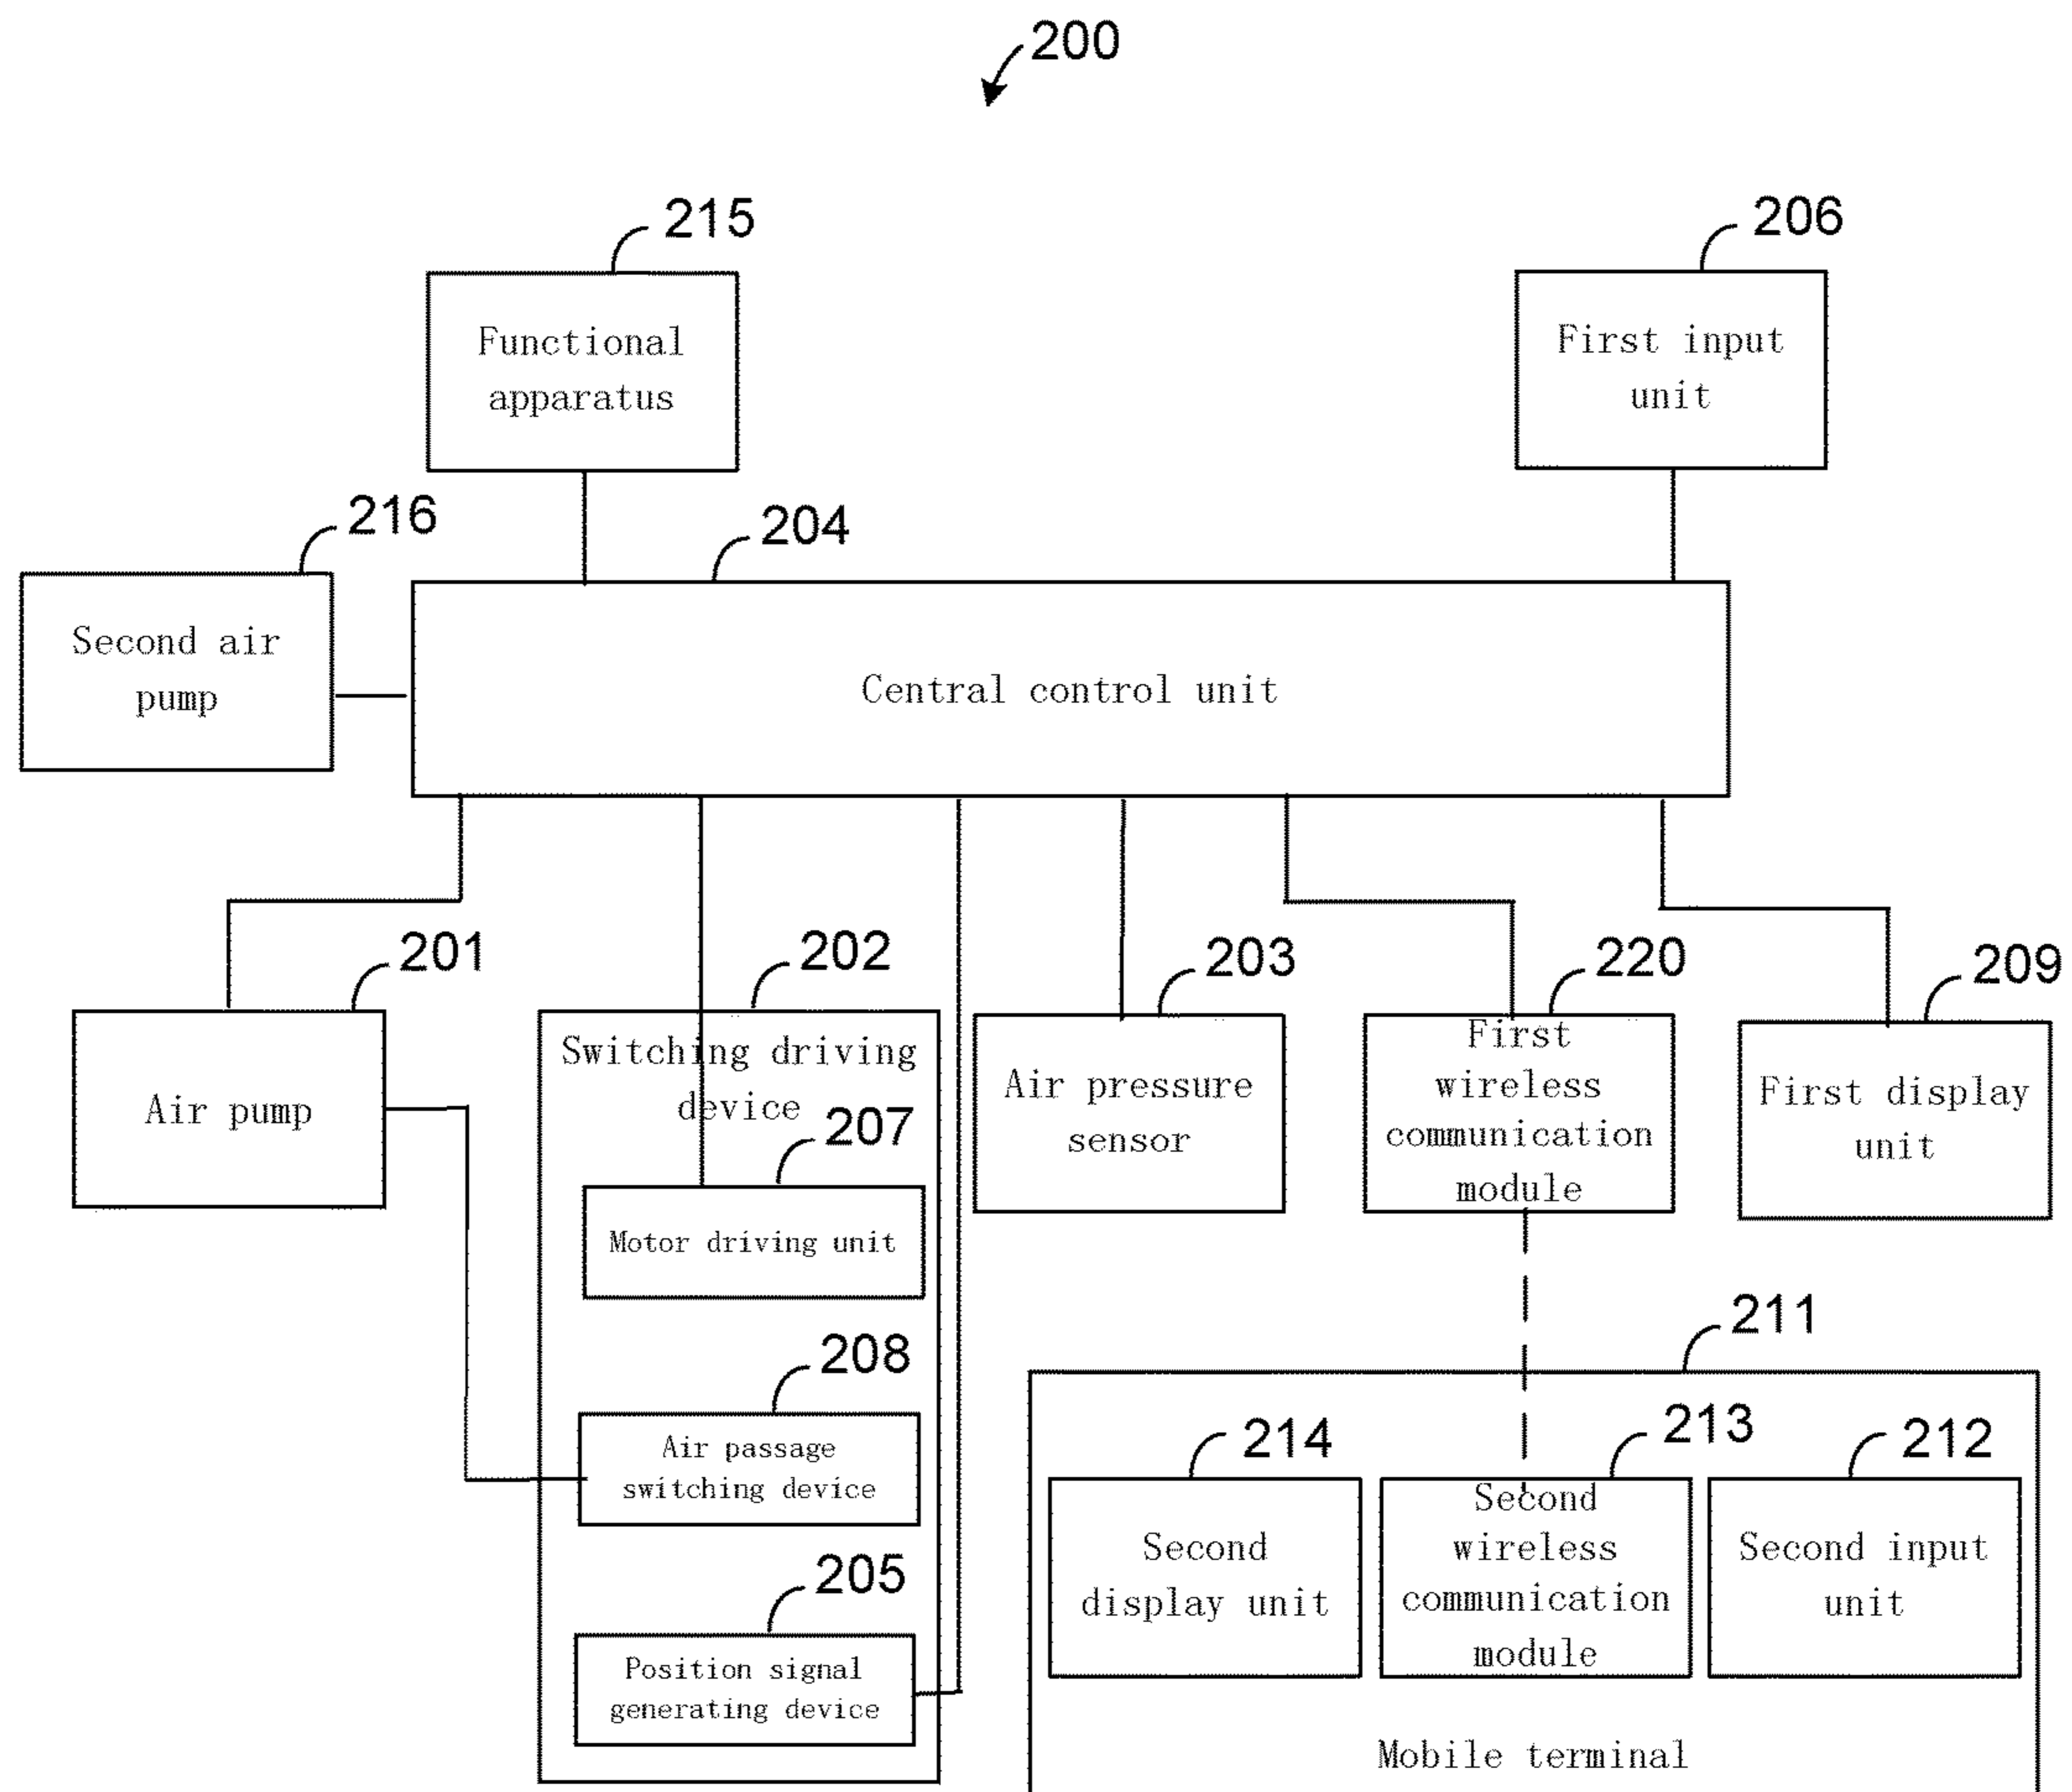 200
215
206
Functional
apparatus
First input
unit
216
204
Second air
pump
Central control unit
201
202
203
220
209
Air pump
Switching driving
device
207
Motor driving unit
208
Air passage
switching device
205
Position signal
generating device
Air pressure
sensor
First
wireless
communication
module
First display
unit
211
214
213
212
Second
display unit
Second
wireless
communication
module
Second input
unit
Mobile terminal